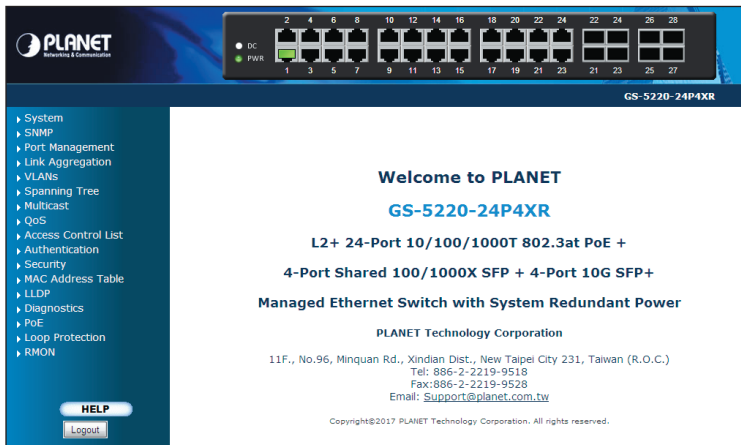 PLANET
Networking & Communication
2 4 6 8 10 12 14 16 18 20 22 24 22 24 26 28
DC
PWR
1 3 5 7 9 11 13 15 17 19 21 23 21 23 25 27
GS-5220-24P4XR
System
SNMP
Port Management
Link Aggregation
VLANs
Spanning Tree
Multicast
QoS
Access Control List
Authentication
Security
MAC Address Table
LLDP
Diagnostics
PoE
Loop Protection
RMON
HELP
Logout
Welcome to PLANET
GS-5220-24P4XR
L2+ 24-Port 10/100/1000T 802.3at PoE +
4-Port Shared 100/1000X SFP + 4-Port 10G SFP+
Managed Ethernet Switch with System Redundant Power
PLANET Technology Corporation
11F., No.96, Minquan Rd., Xindian Dist., New Taipei City 231, Taiwan (R.O.C.)
Tel: 886-2-2219-9518
Fax:886-2-2219-9528
Email: Support@planet.com.tw
Copyright©2017 PLANET Technology Corporation. All rights reserved.